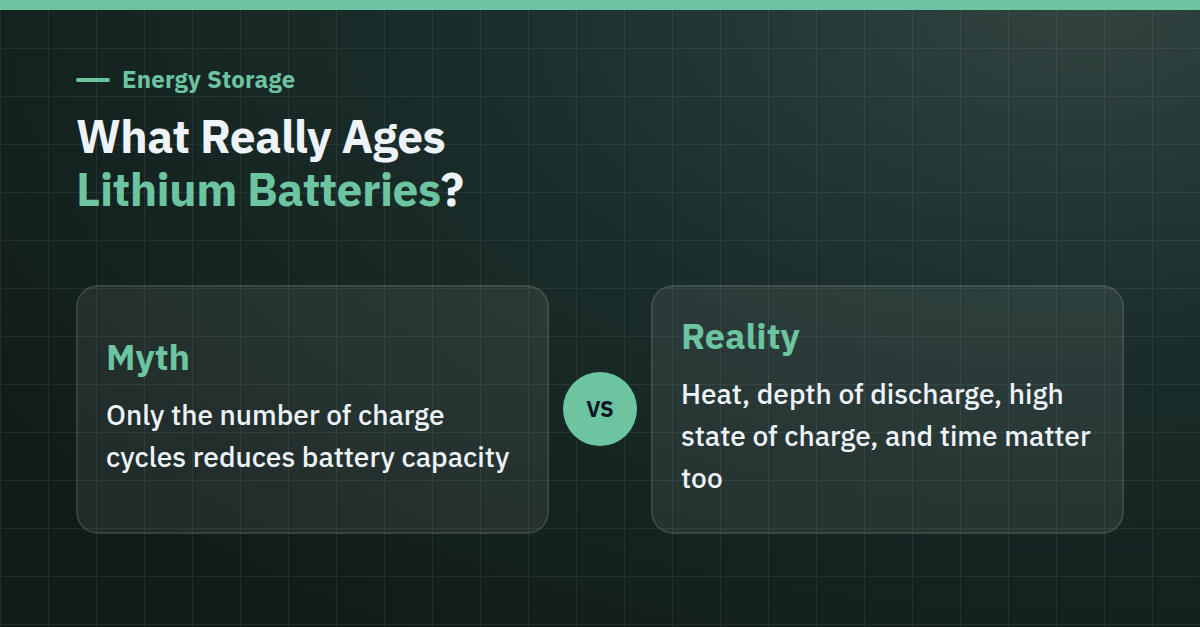 Energy Storage
What Really Ages
Lithium Batteries?
Myth
Only the number of charge
cycles reduces battery capacity
VS
Reality
Heat, depth of discharge, high
state of charge, and time matter
too